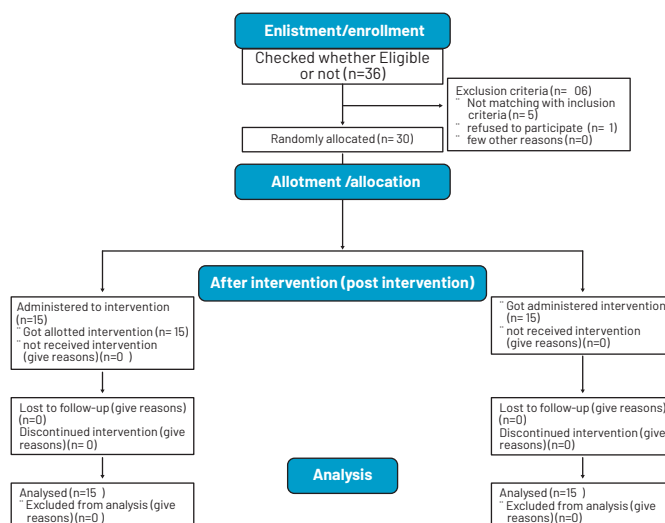 Enlistment/enrollment
Checked whether Eligible
or not (n=36)
Exclusion criteria (n= 06)
¨ Not matching with inclusion
criteria (n= 5)
¨ refused to participate (n= 1)
¨ few other reasons (n=0)
Randomly allocated (n= 30)
Allotment /allocation
After intervention (post intervention)
Administered to intervention
(n=15)
¨ Got allotted intervention (n= 15)
¨ not received intervention
(give reasons) (n=0 )
¨ Got administered intervention
(n= 15)
¨ not received intervention
(give reasons) (n=0)
Lost to follow-up (give reasons)
(n=0)
Discontinued intervention (give
reasons) (n= 0)
Lost to follow-up (give reasons)
(n=0)
Discontinued intervention (give
reasons) (n=0)
Analysis
Analysed (n=15 )
¨ Excluded from analysis (give
reasons) (n=0 )
Analysed (n=15 )
¨ Excluded from analysis (give
reasons) (n=0)